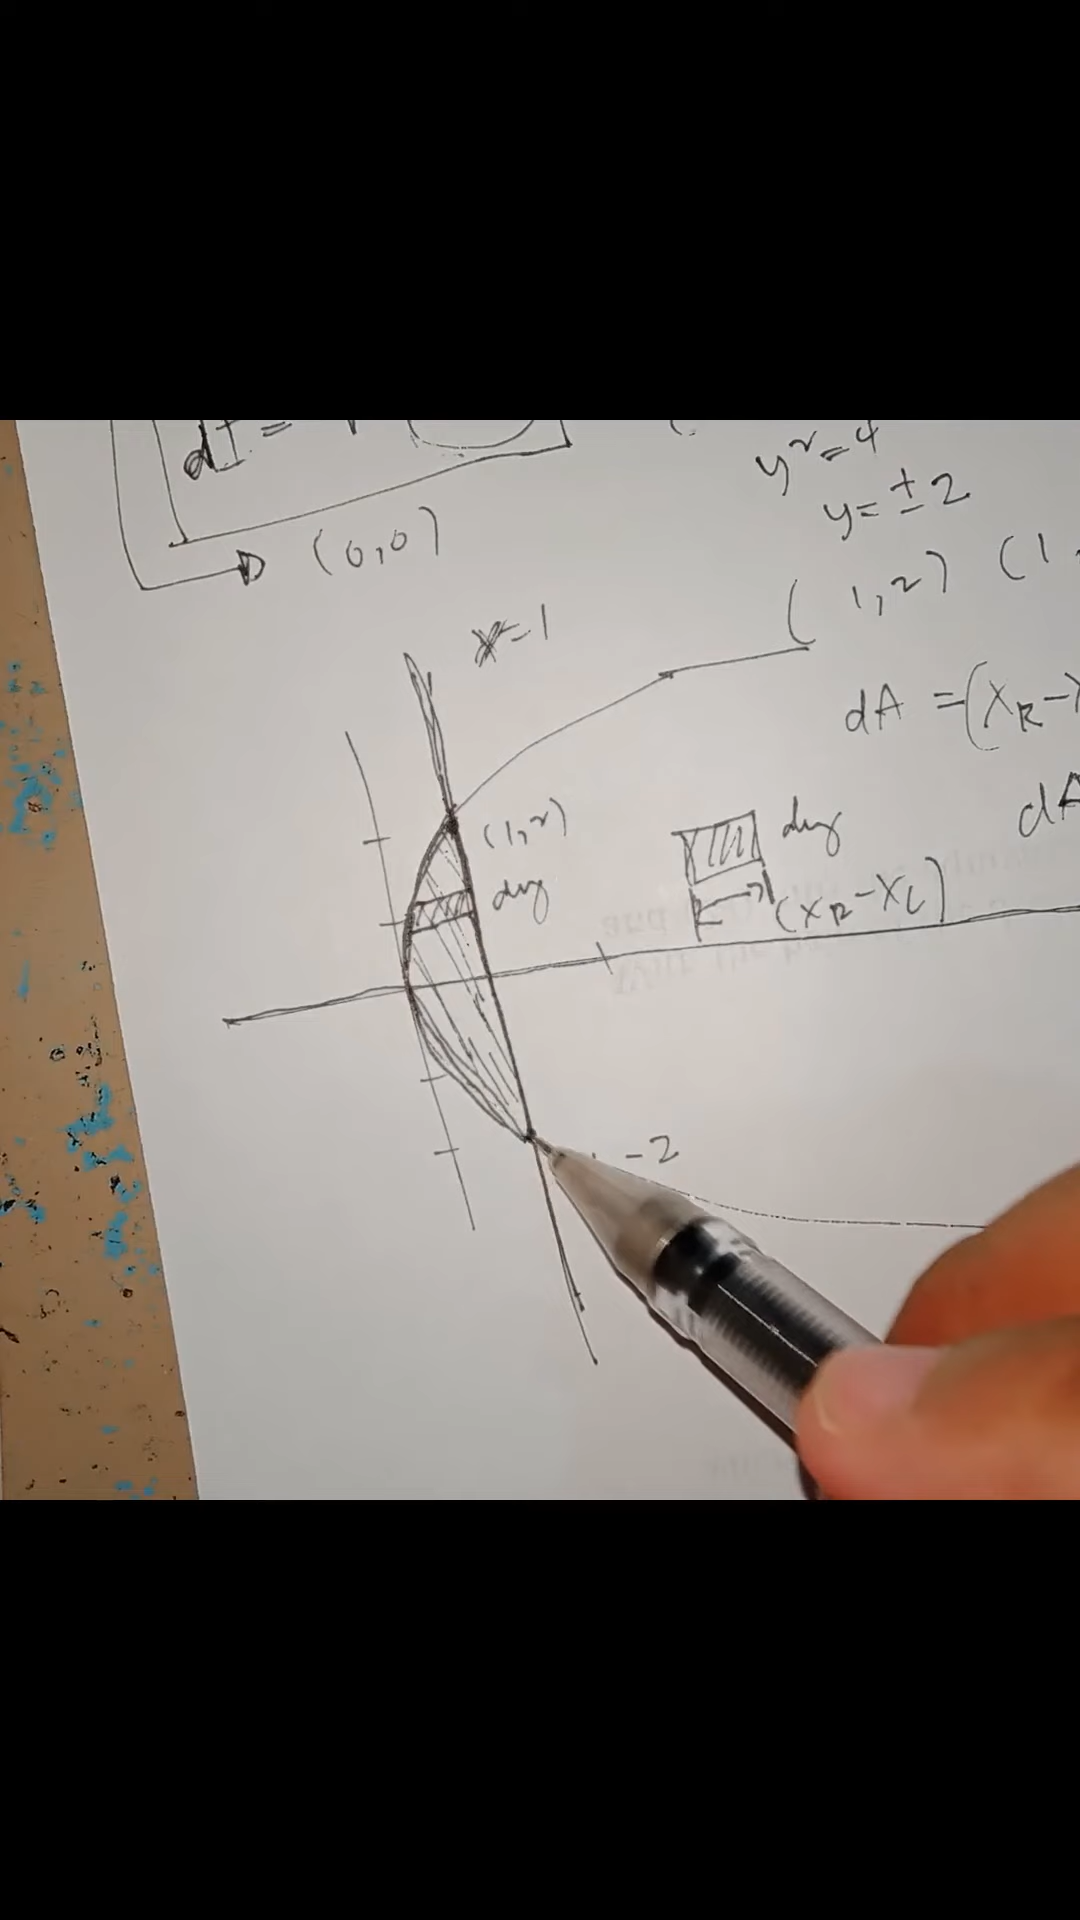 dI =
y² = 4
y = ± 2
(0,0)
(1,2) (1
x=1
dA = (X_R -
(1,2)
dy
dy
dA
(X_R - X_L)
-2